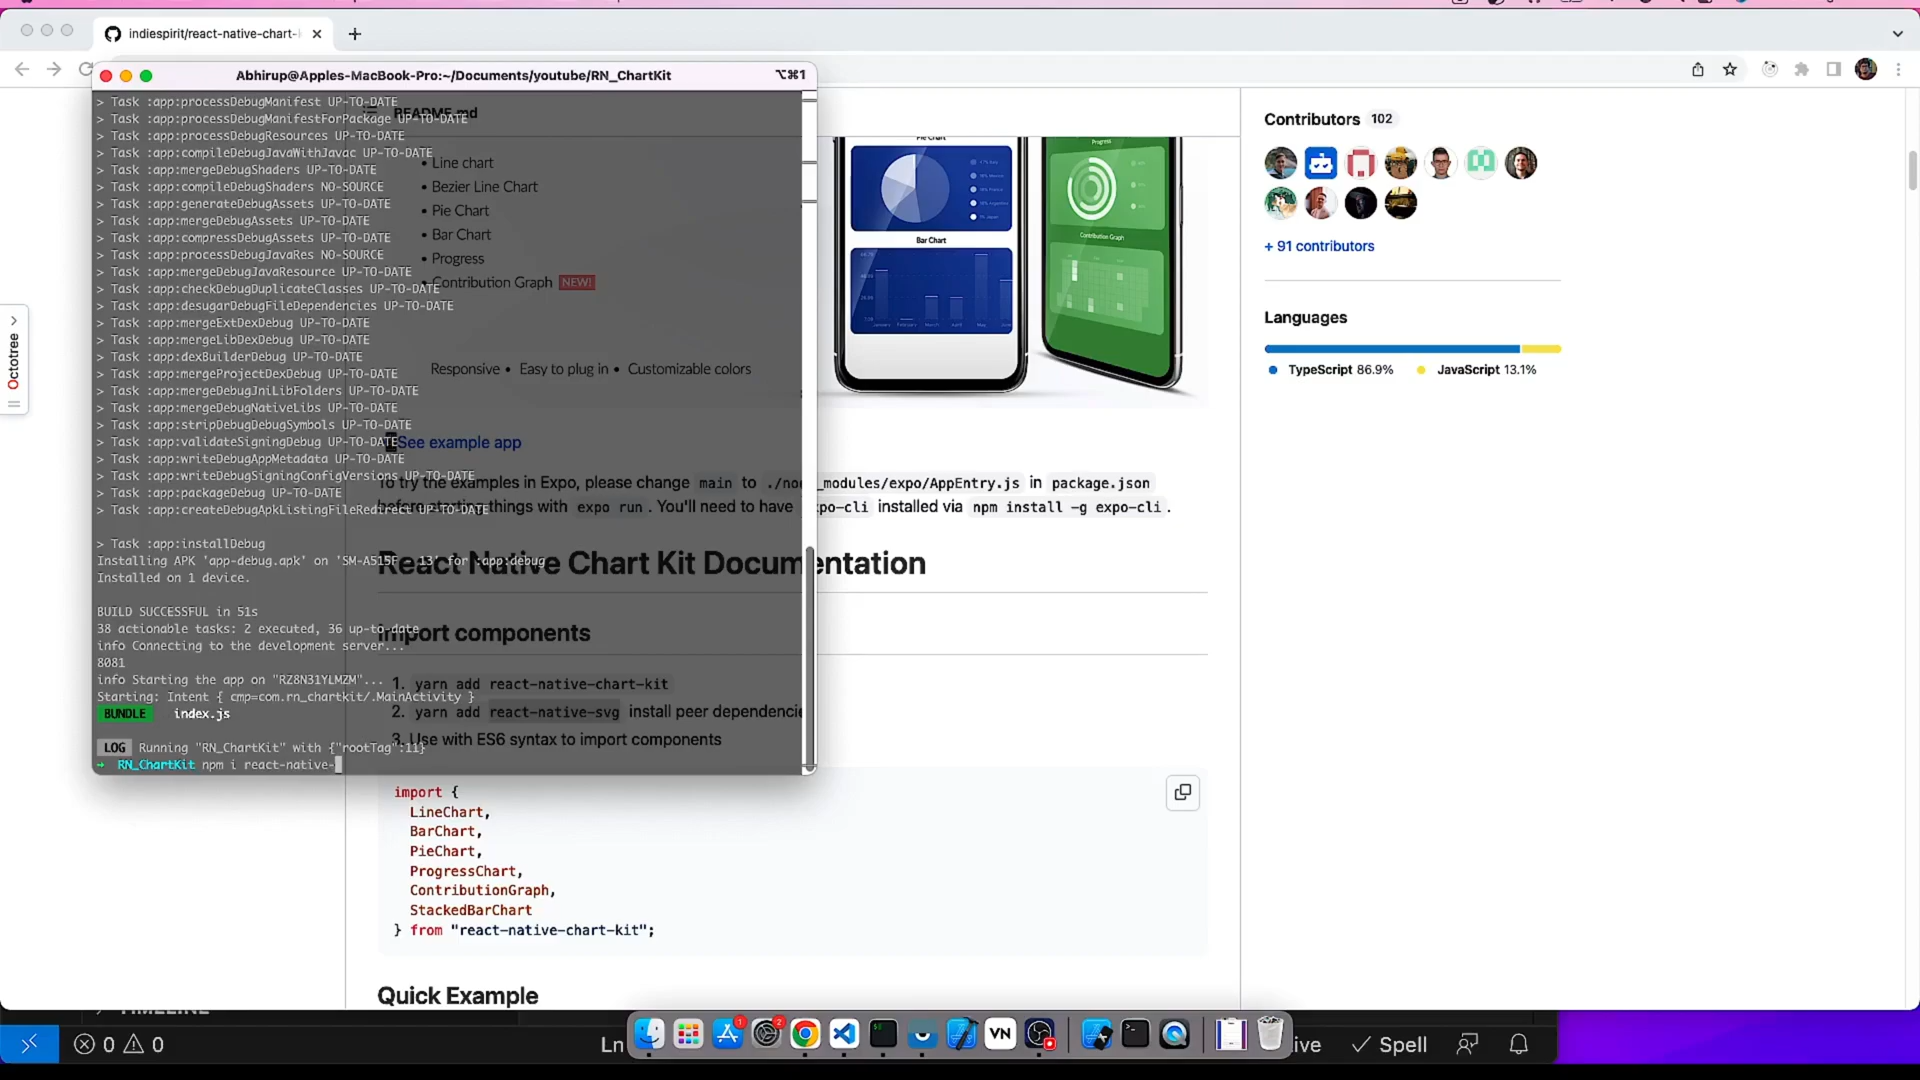 indiespirit/react-native-chart-
Abhirup@Apples-MacBook-Pro:~/Documents/youtube/RN_ChartKit
⌥⌘1
> Task :app:processDebugManifest UP-TO-DATE
> Task :app:processDebugManifestForPackage UP-TO-DATE
> Task :app:processDebugResources UP-TO-DATE
> Task :app:compileDebugJavaWithJavac UP-TO-DATE
> Task :app:mergeDebugShaders UP-TO-DATE
> Task :app:compileDebugShaders NO-SOURCE
> Task :app:generateDebugAssets UP-TO-DATE
> Task :app:mergeDebugAssets UP-TO-DATE
> Task :app:compressDebugAssets UP-TO-DATE
> Task :app:processDebugJavaRes NO-SOURCE
> Task :app:mergeDebugJavaResource UP-TO-DATE
> Task :app:checkDebugDuplicateClasses UP-TO-DATE
> Task :app:desugarDebugFileDependencies UP-TO-DATE
> Task :app:mergeExtDexDebug UP-TO-DATE
> Task :app:mergeLibDexDebug UP-TO-DATE
> Task :app:dexBuilderDebug UP-TO-DATE
> Task :app:mergeProjectDexDebug UP-TO-DATE
> Task :app:mergeDebugJniLibFolders UP-TO-DATE
> Task :app:mergeDebugNativeLibs UP-TO-DATE
> Task :app:stripDebugDebugSymbols UP-TO-DATE
> Task :app:validateSigningDebug UP-TO-DATE
> Task :app:writeDebugAppMetadata UP-TO-DATE
> Task :app:writeDebugSigningConfigVersions UP-TO-DATE
> Task :app:packageDebug UP-TO-DATE
> Task :app:createDebugApkListingFileRedirect UP-TO-DATE
> Task :app:installDebug
Installing APK 'app-debug.apk' on 'SM-A515F - 13' for :app:debug
Installed on 1 device.
BUILD SUCCESSFUL in 51s
38 actionable tasks: 2 executed, 36 up-to-date
info Connecting to the development server...
8081
info Starting the app on "RZ8N31YLMZM"...
Starting: Intent { cmp=com.rn_chartkit/.MainActivity }
BUNDLE index.js
LOG Running "RN_ChartKit" with {"rootTag":11}
→ RN_ChartKit npm i react-native-
README.md
• Line chart
• Bezier Line Chart
• Pie Chart
• Bar Chart
• Progress
• Contribution Graph NEW!
Responsive • Easy to plug in • Customizable colors
Pie Chart
Bar Chart
Progress
Contribution Graph
See example app
To try the examples in Expo, please change main to ./node_modules/expo/AppEntry.js in package.json
before starting things with expo run. You'll need to have expo-cli installed via npm install -g expo-cli.
React Native Chart Kit Documentation
Import components
1. yarn add react-native-chart-kit
2. yarn add react-native-svg install peer dependencie
3. Use with ES6 syntax to import components
import {
LineChart,
BarChart,
PieChart,
ProgressChart,
ContributionGraph,
StackedBarChart
} from "react-native-chart-kit";
Quick Example
Contributors 102
+ 91 contributors
Languages
TypeScript 86.9% JavaScript 13.1%
Octotree
TIMELINE
0 0
Ln
VN
ive
Spell
1
2